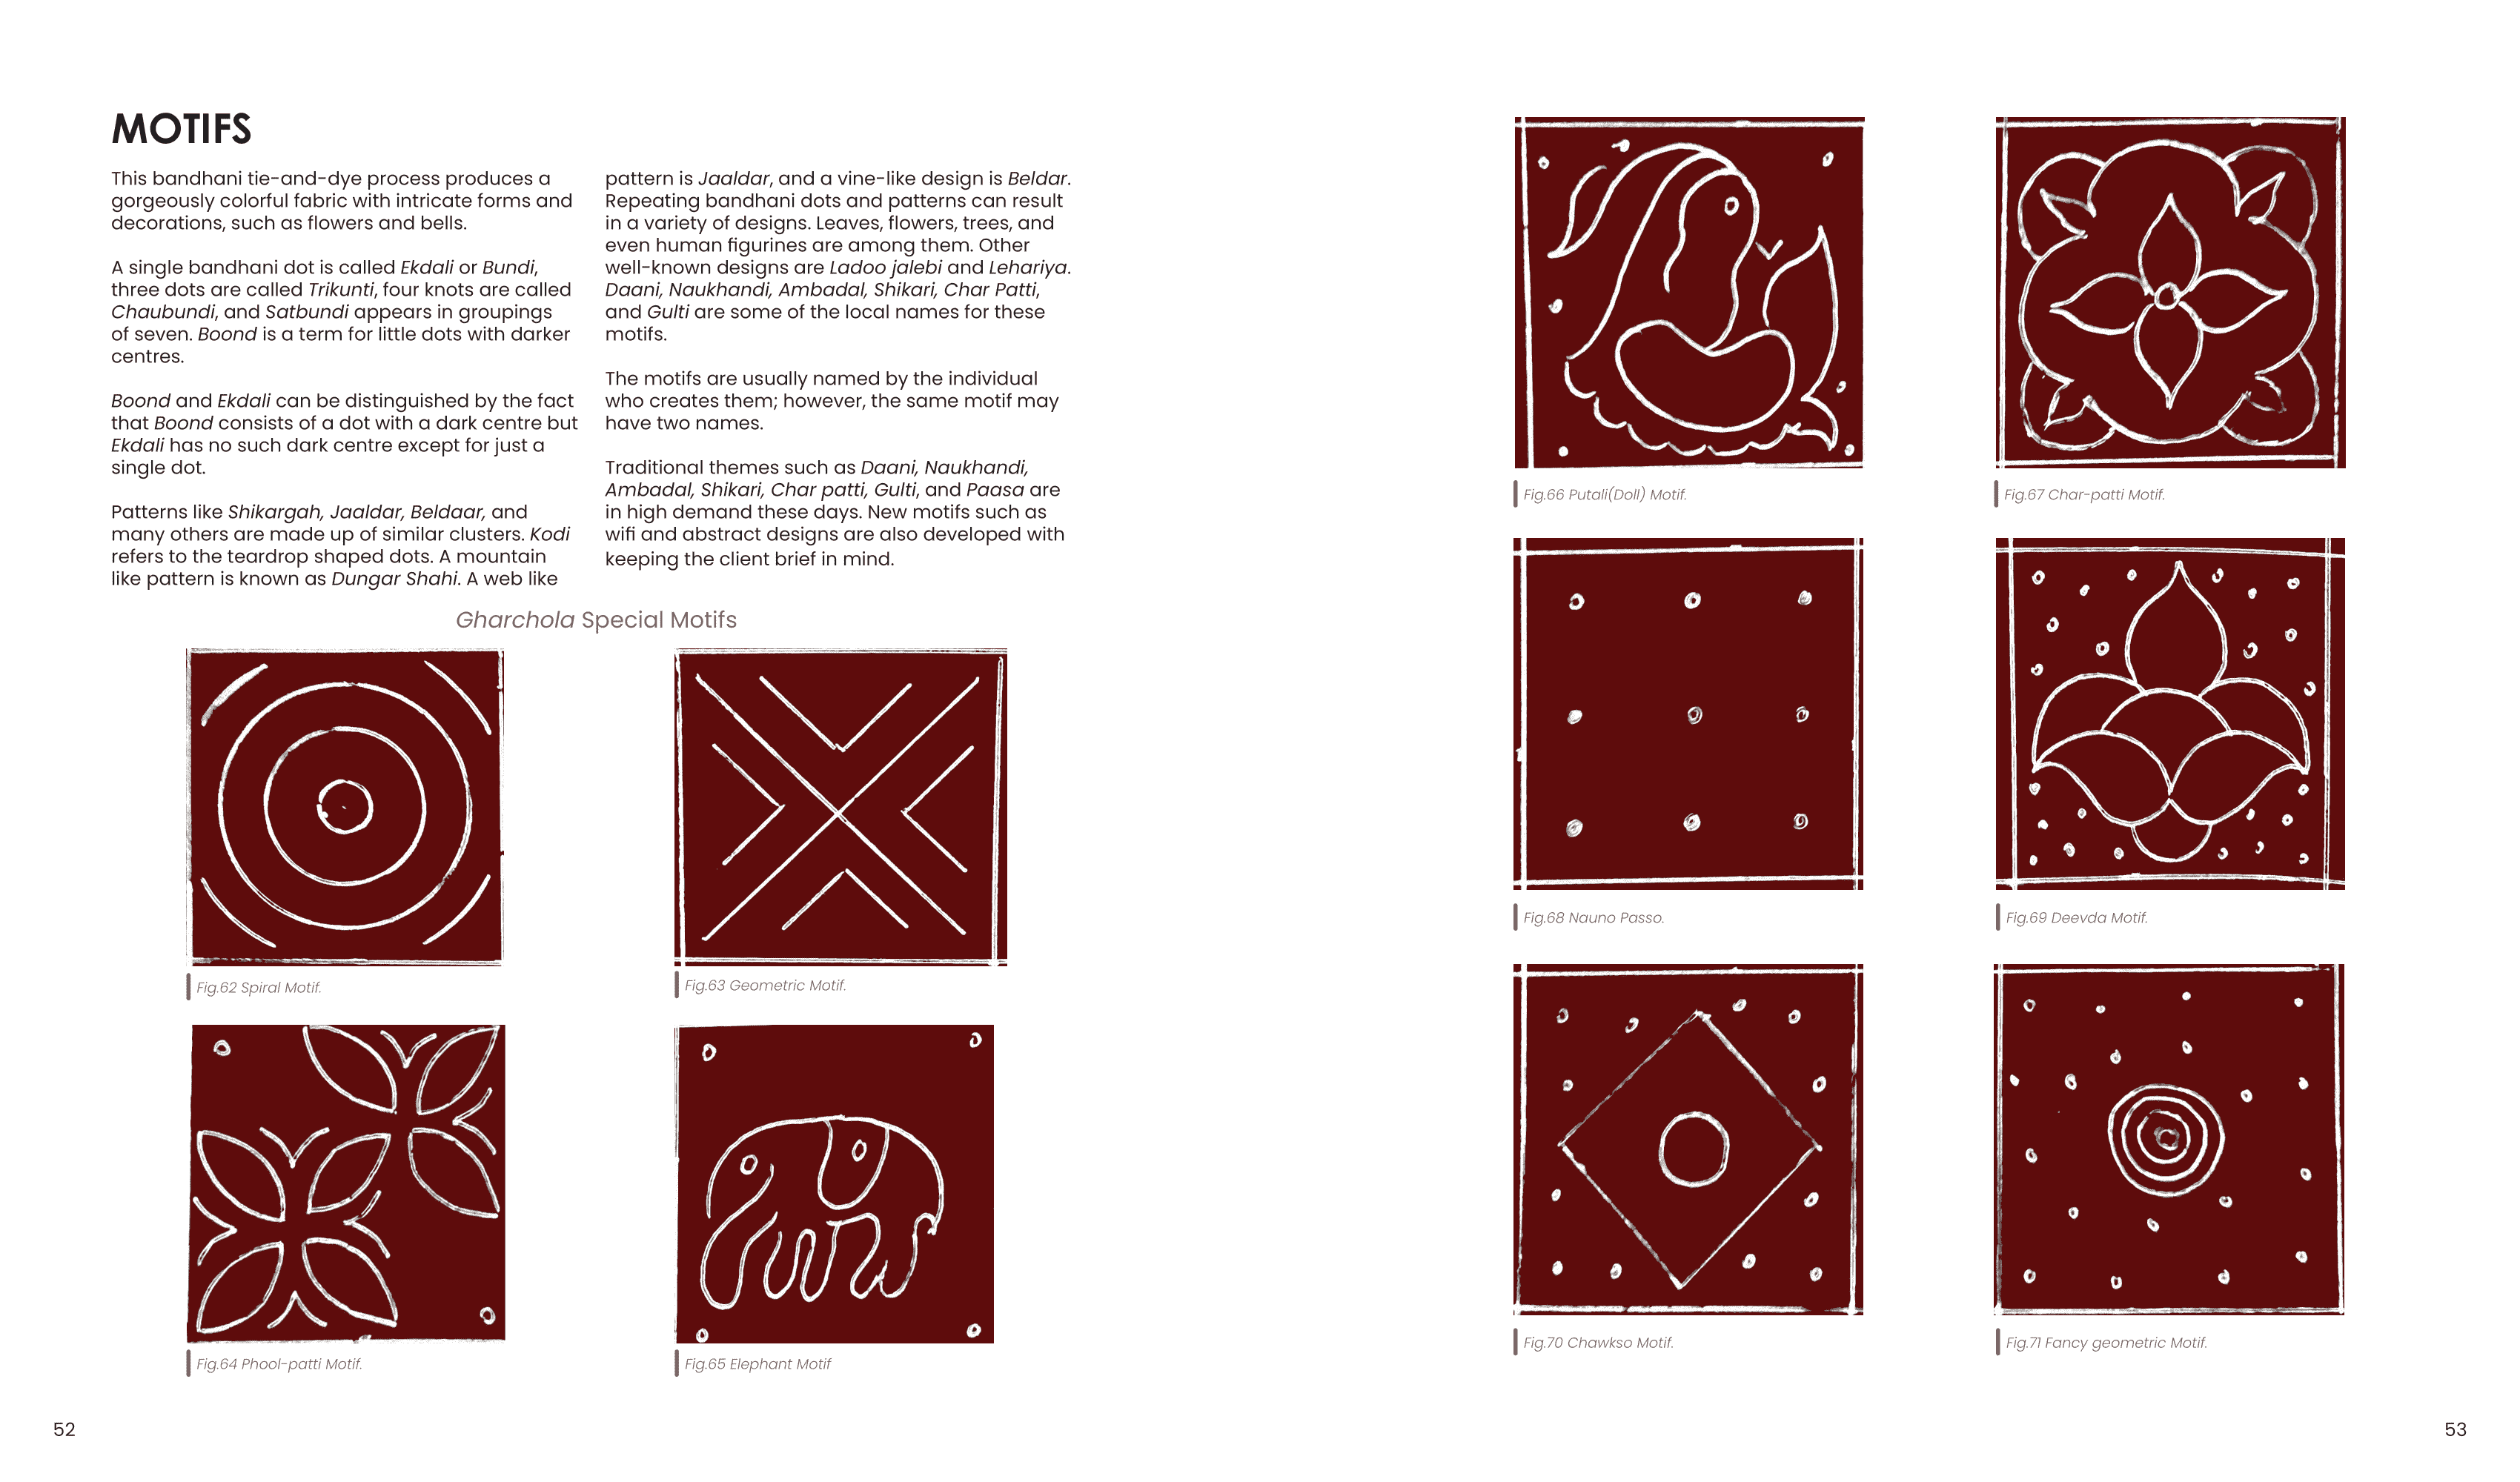 MOTIFS
This bandhani tie-and-dye process produces a
gorgeously colorful fabric with intricate forms and
decorations, such as flowers and bells.
A single bandhani dot is called Ekdali or Bundi,
three dots are called Trikunti, four knots are called
Chaubundi, and Satbundi appears in groupings
of seven. Boond is a term for little dots with darker
centres.
Boond and Ekdali can be distinguished by the fact
that Boond consists of a dot with a dark centre but
Ekdali has no such dark centre except for just a
single dot.
Patterns like Shikargah, Jaaldar, Beldaar, and
many others are made up of similar clusters. Kodi
refers to the teardrop shaped dots. A mountain
like pattern is known as Dungar Shahi. A web like
pattern is Jaaldar, and a vine-like design is Beldar.
Repeating bandhani dots and patterns can result
in a variety of designs. Leaves, flowers, trees, and
even human figurines are among them. Other
well-known designs are Ladoo jalebi and Lehariya.
Daani, Naukhandi, Ambadal, Shikari, Char Patti,
and Gulti are some of the local names for these
motifs.
The motifs are usually named by the individual
who creates them; however, the same motif may
have two names.
Traditional themes such as Daani, Naukhandi,
Ambadal, Shikari, Char patti, Gulti, and Paasa are
in high demand these days. New motifs such as
wifi and abstract designs are also developed with
keeping the client brief in mind.
Gharchola Special Motifs
Fig.62 Spiral Motif.
Fig.63 Geometric Motif.
Fig.64 Phool-patti Motif.
Fig.65 Elephant Motif
52
Fig.66 Putali(Doll) Motif.
Fig.67 Char-patti Motif.
Fig.68 Nauno Passo.
Fig.69 Deevda Motif.
Fig.70 Chawkso Motif.
Fig.71 Fancy geometric Motif.
53